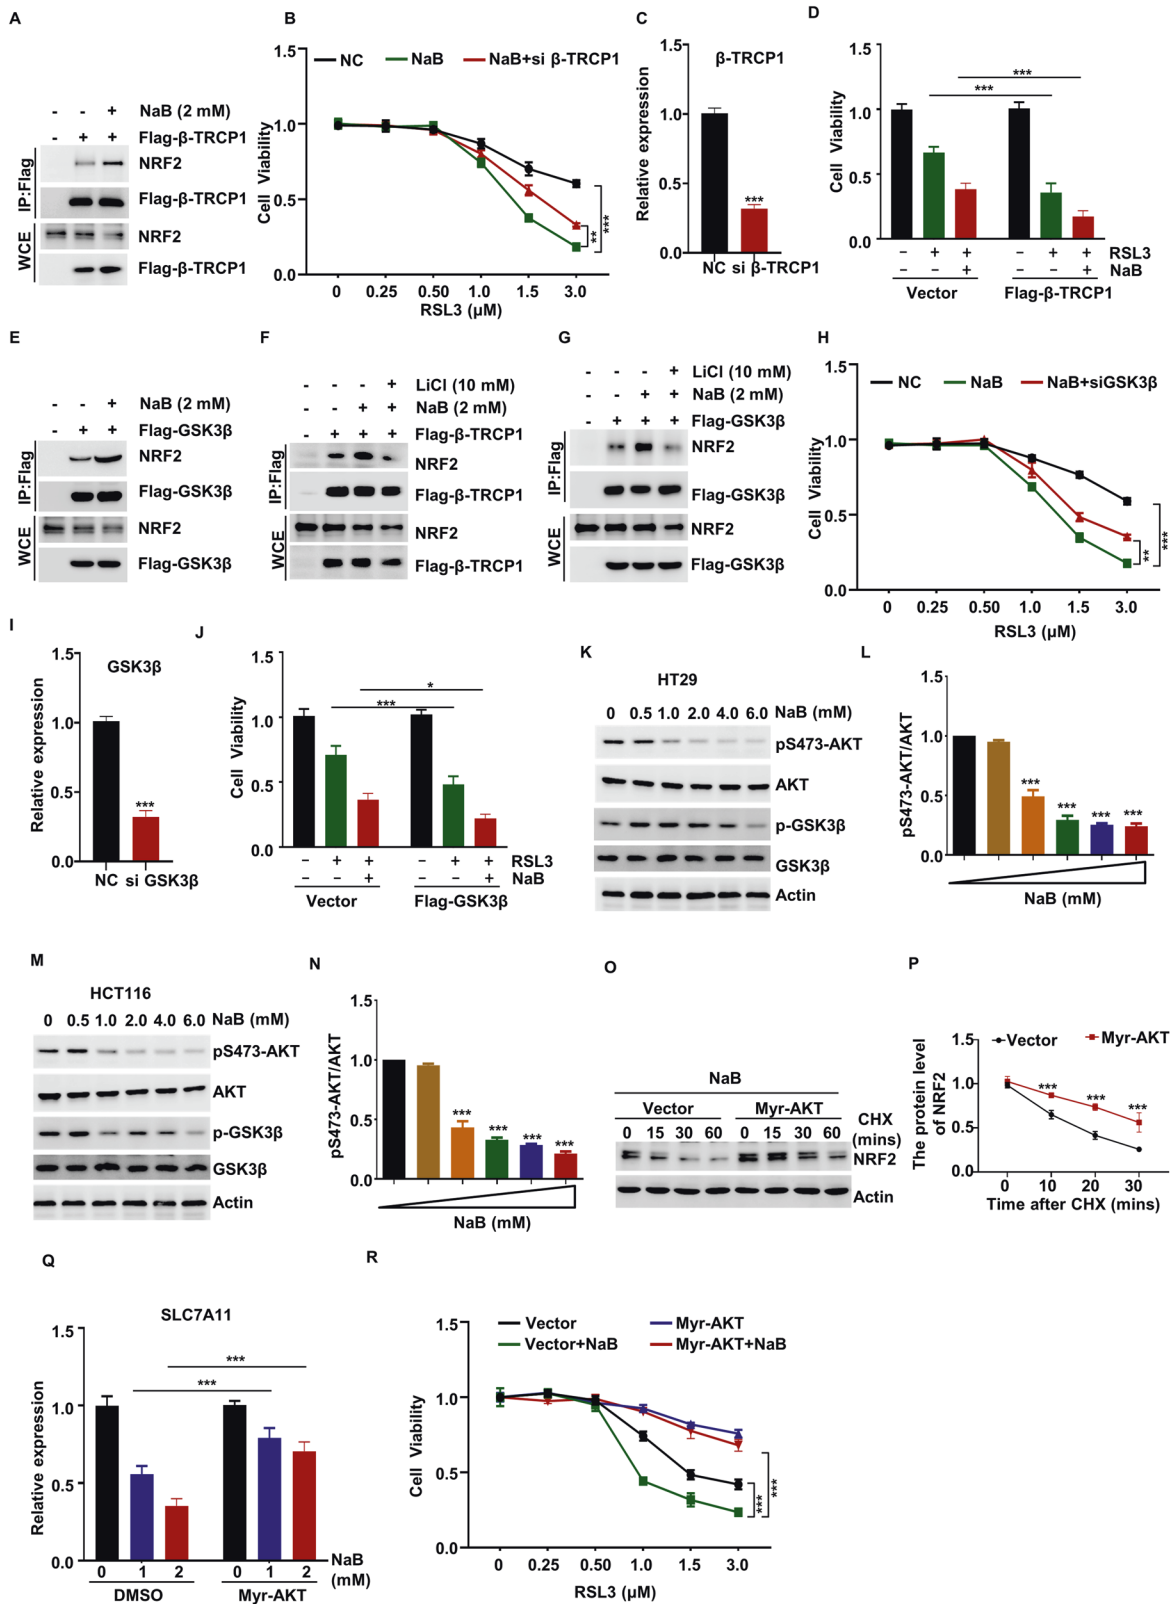 A
- - + NaB (2 mM)
- + + Flag-β-TRCP1
IP:Flag
NRF2
Flag-β-TRCP1
WCE
NRF2
Flag-β-TRCP1
B
NC NaB NaB+si β-TRCP1
Cell Viability
1.5
1.0
0.5
0.0
** ***
0 0.25 0.50 1.0 1.5 3.0
RSL3 (μM)
C
β-TRCP1
Relative expression
1.5
1.0
0.5
0.0
***
NC si β-TRCP1
D
Cell Viability
1.5
1.0
0.5
0.0
***
***
- + + - + + RSL3
- - + - - + NaB
Vector Flag-β-TRCP1
E
- - + NaB (2 mM)
- + + Flag-GSK3β
IP:Flag
NRF2
Flag-GSK3β
WCE
NRF2
Flag-GSK3β
F
- - - + LiCl (10 mM)
- - + + NaB (2 mM)
- + + + Flag-β-TRCP1
IP:Flag
NRF2
Flag-β-TRCP1
WCE
NRF2
Flag-β-TRCP1
G
- - - + LiCl (10 mM)
- - + + NaB (2 mM)
- + + + Flag-GSK3β
IP:Flag
NRF2
Flag-GSK3β
WCE
NRF2
Flag-GSK3β
H
NC NaB NaB+siGSK3β
Cell Viability
1.5
1.0
0.5
0.0
** ***
0 0.25 0.50 1.0 1.5 3.0
RSL3 (μM)
I
GSK3β
Relative expression
1.5
1.0
0.5
0.0
***
NC si GSK3β
J
Cell Viability
1.5
1.0
0.5
0.0
*
***
- + + - + + RSL3
- - + - - + NaB
Vector Flag-GSK3β
K
HT29
0 0.5 1.0 2.0 4.0 6.0 NaB (mM)
pS473-AKT
AKT
p-GSK3β
GSK3β
Actin
L
pS473-AKT/AKT
1.5
1.0
0.5
0.0
*** *** *** ***
NaB (mM)
M
HCT116
0 0.5 1.0 2.0 4.0 6.0 NaB (mM)
pS473-AKT
AKT
p-GSK3β
GSK3β
Actin
N
pS473-AKT/AKT
1.5
1.0
0.5
0.0
*** *** *** ***
NaB (mM)
O
NaB
Vector Myr-AKT CHX
0 15 30 60 0 15 30 60 (mins)
NRF2
Actin
P
Vector Myr-AKT
The protein level
of NRF2
1.5
1.0
0.5
0.0
*** *** ***
0 10 20 30
Time after CHX (mins)
Q
SLC7A11
Relative expression
1.5
1.0
0.5
0.0
***
***
0 1 2 0 1 2 NaB
(mM)
DMSO Myr-AKT
R
Vector Myr-AKT
Vector+NaB Myr-AKT+NaB
Cell Viability
1.5
1.0
0.5
0.0
*** ***
0 0.25 0.50 1.0 1.5 3.0
RSL3 (μM)